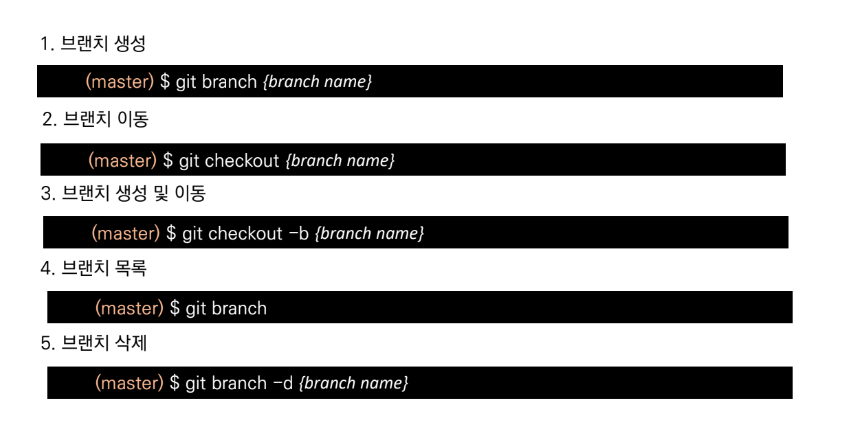 1. 브랜치 생성
(master) $ git branch {branch name}
2. 브랜치 이동
(master) $ git checkout {branch name}
3. 브랜치 생성 및 이동
(master) $ git checkout –b {branch name}
4. 브랜치 목록
(master) $ git branch
5. 브랜치 삭제
(master) $ git branch –d {branch name}